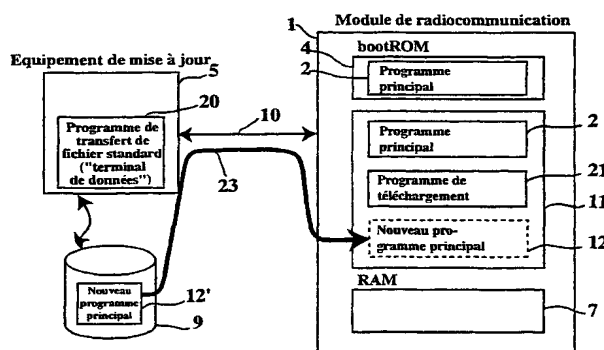 Equipement de mise à jour
5
20
Programme de
transfert de
fichier standard
("terminal
de données")
10
23
Nouveau
programme
principal
12'
9
Module de radiocommunication
1
bootROM
4
2
Programme
principal
Programme
principal
2
Programme de
téléchargement
21
11
Nouveau pro-
gramme principal
12
RAM
7